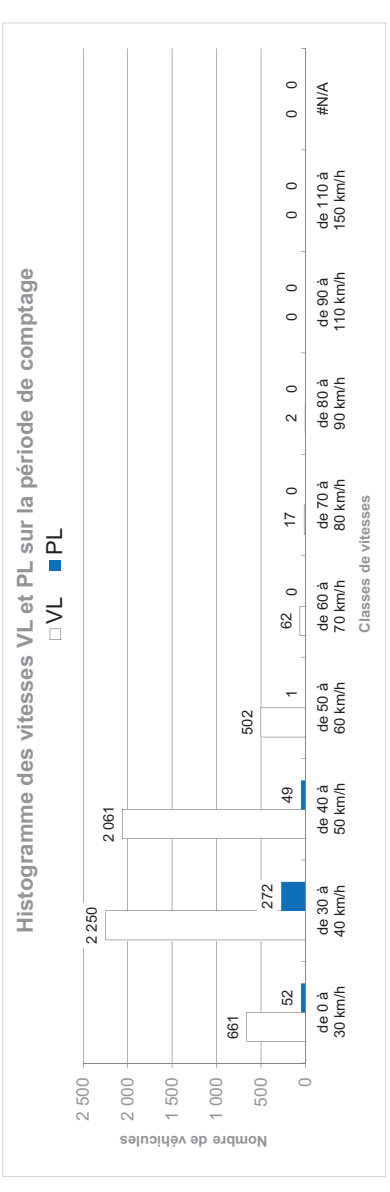 Histogramme des vitesses VL et PL sur la période de comptage
VL PL
2 500
2 000
1 500
1 000
500
0
Nombre de véhicules
661 52
2 250 272
2 061 49
502 1
62 0
17 0
2 0
0 0
0 0
0 0
de 0 à
30 km/h
de 30 à
40 km/h
de 40 à
50 km/h
de 50 à
60 km/h
de 60 à
70 km/h
de 70 à
80 km/h
de 80 à
90 km/h
de 90 à
110 km/h
de 110 à
150 km/h
#N/A
Classes de vitesses